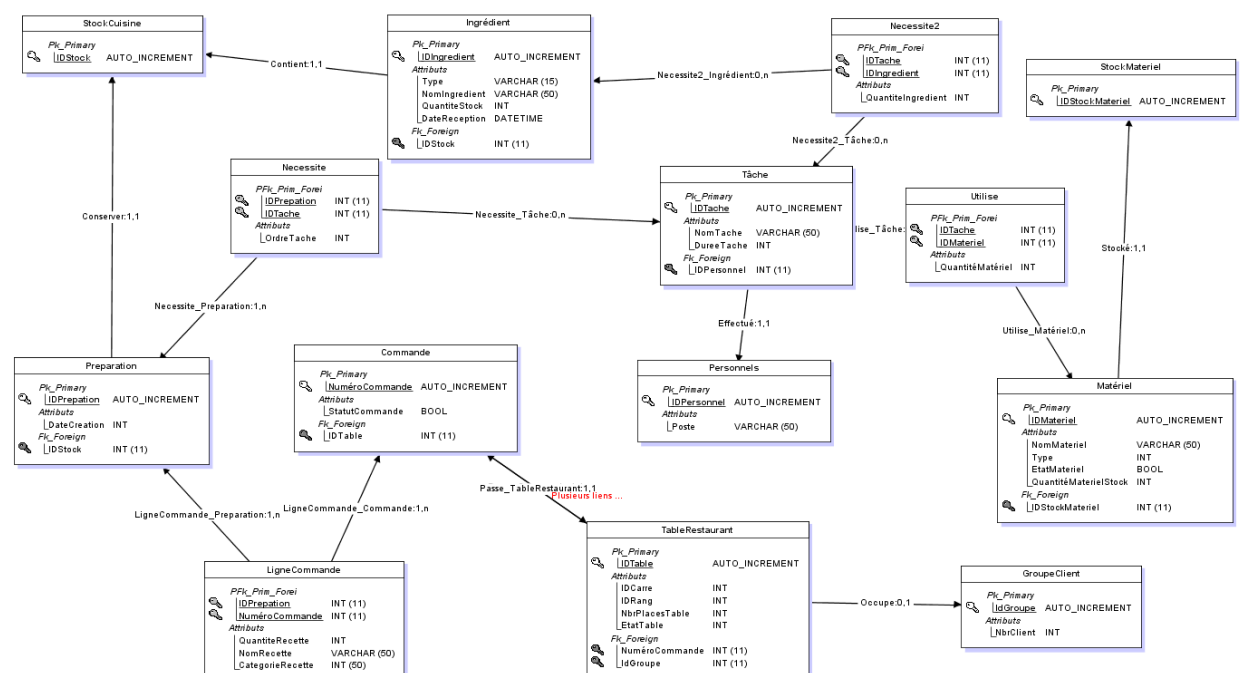 StockCuisine
Pk_Primary
IDStock AUTO_INCREMENT
Contient:1,1
Ingrédient
Pk_Primary
IDIngredient AUTO_INCREMENT
Attributs
Type VARCHAR (15)
NomIngredient VARCHAR (50)
QuantiteStock INT
DateReception DATETIME
Fk_Foreign
IDStock INT (11)
Necessite2_Ingrédient:0,n
Necessite2
PFk_Prim_Forei
IDTache INT (11)
IDIngredient INT (11)
Attributs
QuantiteIngredient INT
Necessite2_Tâche:0,n
StockMateriel
Pk_Primary
IDStockMateriel AUTO_INCREMENT
Conserver:1,1
Necessite
PFk_Prim_Forei
IDPrepation INT (11)
IDTache INT (11)
Attributs
OrdreTache INT
Necessite_Tâche:0,n
Tâche
Pk_Primary
IDTache AUTO_INCREMENT
Attributs
NomTache VARCHAR (50)
DureeTache INT
Fk_Foreign
IDPersonnel INT (11)
lise_Tâche:
Utilise
PFk_Prim_Forei
IDTache INT (11)
IDMateriel INT (11)
Attributs
QuantitéMatériel INT
Stocké:1,1
Necessite_Preparation:1,n
Effectué:1,1
Utilise_Matériel:0,n
Preparation
Pk_Primary
IDPrepation AUTO_INCREMENT
Attributs
DateCreation INT
Fk_Foreign
IDStock INT (11)
Commande
Pk_Primary
NuméroCommande AUTO_INCREMENT
Attributs
StatutCommande BOOL
Fk_Foreign
IDTable INT (11)
Personnels
Pk_Primary
IDPersonnel AUTO_INCREMENT
Attributs
Poste VARCHAR (50)
Matériel
Pk_Primary
IDMateriel AUTO_INCREMENT
Attributs
NomMateriel VARCHAR (50)
Type INT
EtatMateriel BOOL
QuantitéMaterielStock INT
Fk_Foreign
IDStockMateriel INT (11)
LigneCommande_Preparation:1,n
LigneCommande_Commande:1,n
Passe_TableRestaurant:1,1
Plusieurs liens ...
LigneCommande
PFk_Prim_Forei
IDPrepation INT (11)
NuméroCommande INT (11)
Attributs
QuantiteRecette INT
NomRecette VARCHAR (50)
CategorieRecette INT (50)
TableRestaurant
Pk_Primary
IDTable AUTO_INCREMENT
Attributs
IDCarre INT
IDRang INT
NbrPlacesTable INT
EtatTable INT
Fk_Foreign
NuméroCommande INT (11)
IdGroupe INT (11)
Occupe:0,1
GroupeClient
Pk_Primary
IdGroupe AUTO_INCREMENT
Attributs
NbrClient INT